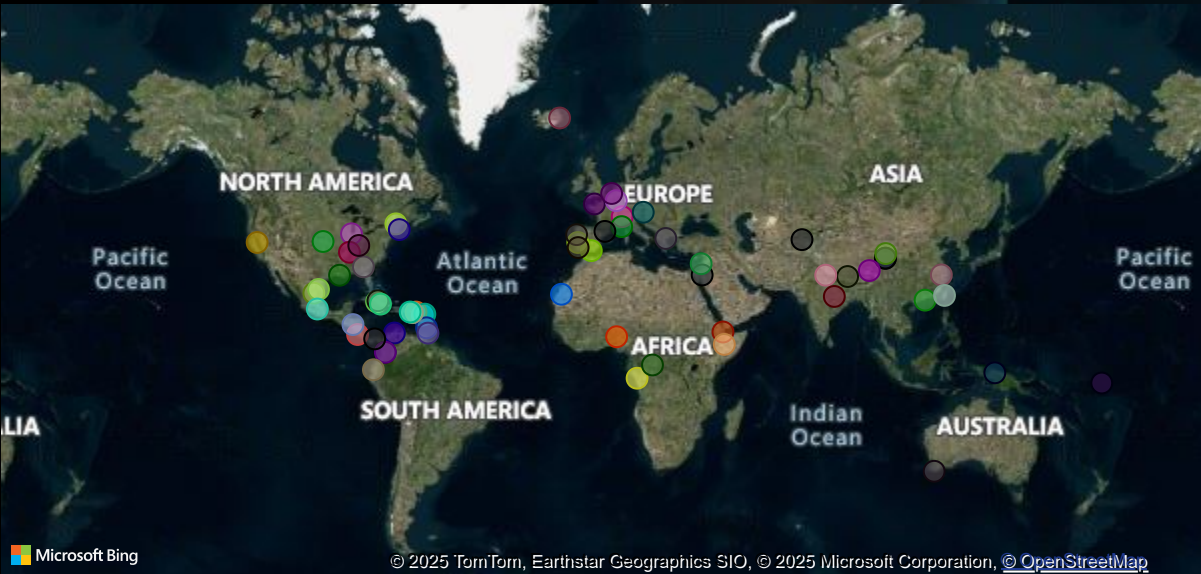 NORTH AMERICA
EUROPE
ASIA
Pacific
Ocean
Atlantic
Ocean
Pacific
Ocean
AFRICA
SOUTH AMERICA
Indian
Ocean
LIA
AUSTRALIA
Microsoft Bing
© 2025 TomTom, Earthstar Geographics SIO, © 2025 Microsoft Corporation, © OpenStreetMap